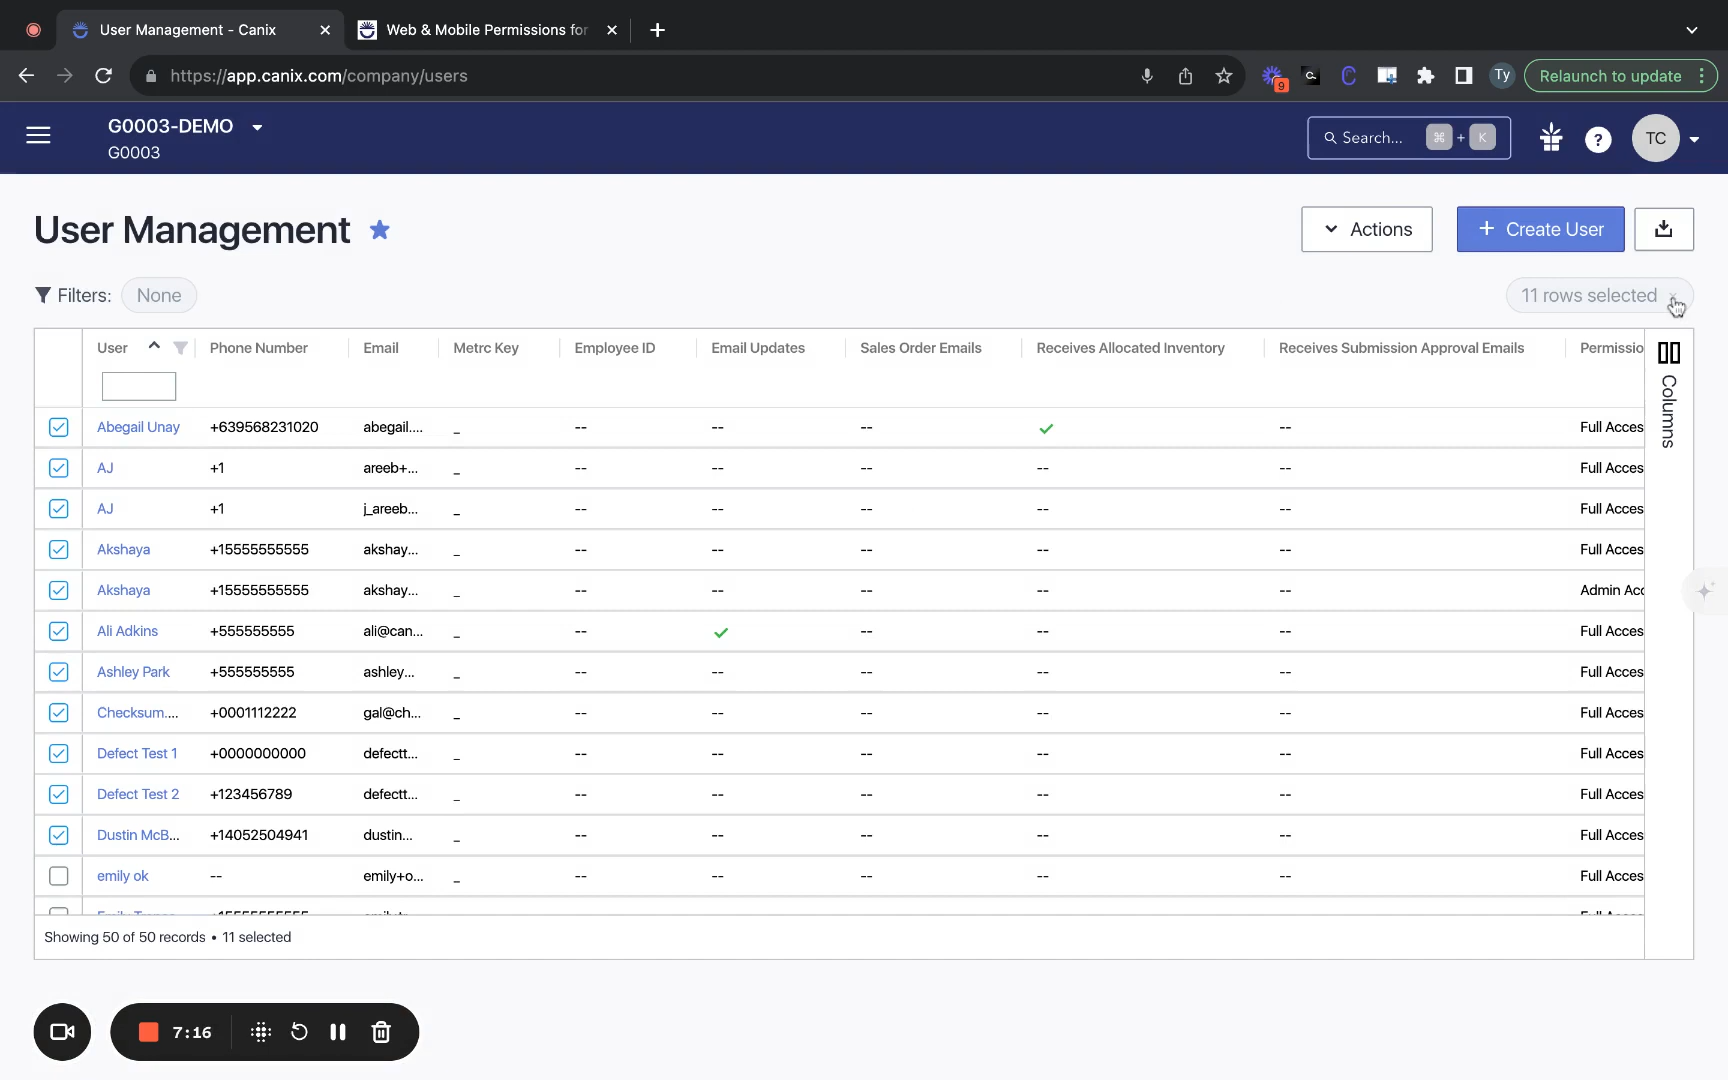 User Management - Canix
Web & Mobile Permissions for
https://app.canix.com/company/users
9
Ty
Relaunch to update
G0003-DEMO
G0003
Search... ⌘ + K
?
TC
User Management
Actions
+ Create User
Filters: None
11 rows selected
User Phone Number Email Metrc Key Employee ID Email Updates Sales Order Emails Receives Allocated Inventory Receives Submission Approval Emails Permissio
Columns
Abegail Unay +639568231020 abegail.... _ -- -- -- -- Full Acces
AJ +1 areeb+... _ -- -- -- -- -- Full Acces
AJ +1 j_areeb... _ -- -- -- -- -- Full Acces
Akshaya +15555555555 akshay... _ -- -- -- -- -- Full Acces
Akshaya +15555555555 akshay... _ -- -- -- -- -- Admin Acc
Ali Adkins +555555555 ali@can... _ -- -- -- -- Full Acces
Ashley Park +555555555 ashley... _ -- -- -- -- -- Full Acces
Checksum.... +0001112222 gal@ch... _ -- -- -- -- -- Full Acces
Defect Test 1 +0000000000 defectt... _ -- -- -- -- -- Full Acces
Defect Test 2 +123456789 defectt... _ -- -- -- -- -- Full Acces
Dustin McB... +14052504941 dustin... _ -- -- -- -- -- Full Acces
emily ok -- emily+o... _ -- -- -- -- -- Full Acces
Showing 50 of 50 records • 11 selected
7:16